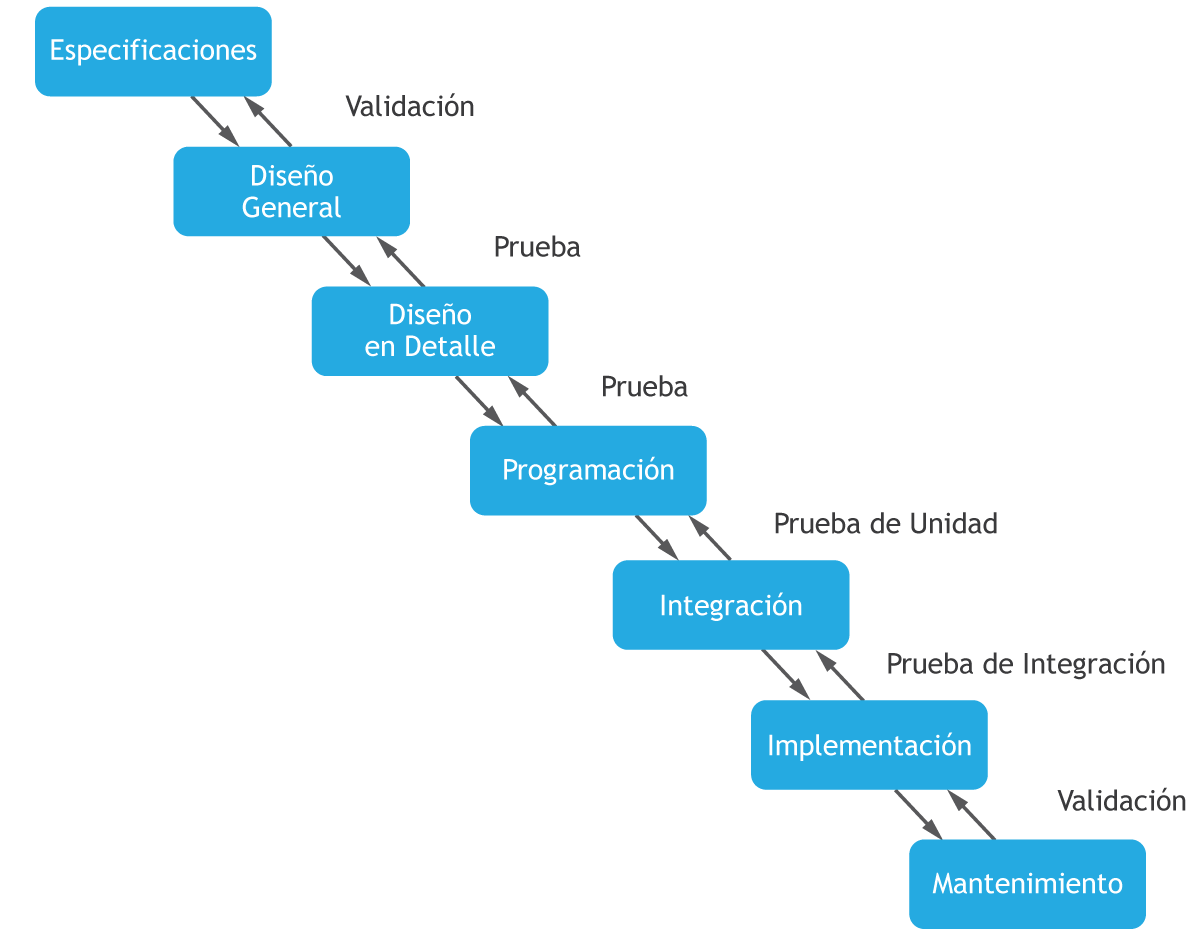 Especificaciones
Validación
Diseño
General
Prueba
Diseño
en Detalle
Prueba
Programación
Prueba de Unidad
Integración
Prueba de Integración
Implementación
Validación
Mantenimiento